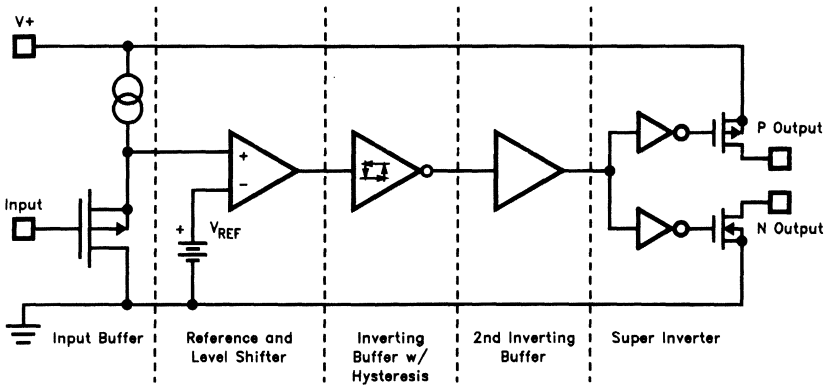 V+
Input
+
−
+
VREF
P Output
N Output
Input Buffer
Reference and
Level Shifter
Inverting
Buffer w/
Hysteresis
2nd Inverting
Buffer
Super Inverter